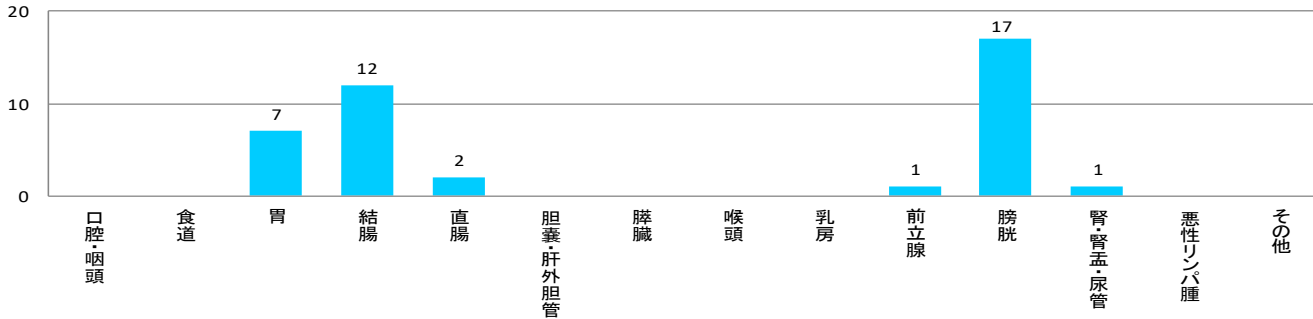 20
17
12
10
7
2
1
1
0
口腔・咽頭
食道
胃
結腸
直腸
胆嚢・肝外胆管
膵臓
喉頭
乳房
前立腺
膀胱
腎・腎盂・尿管
悪性リンパ腫
その他